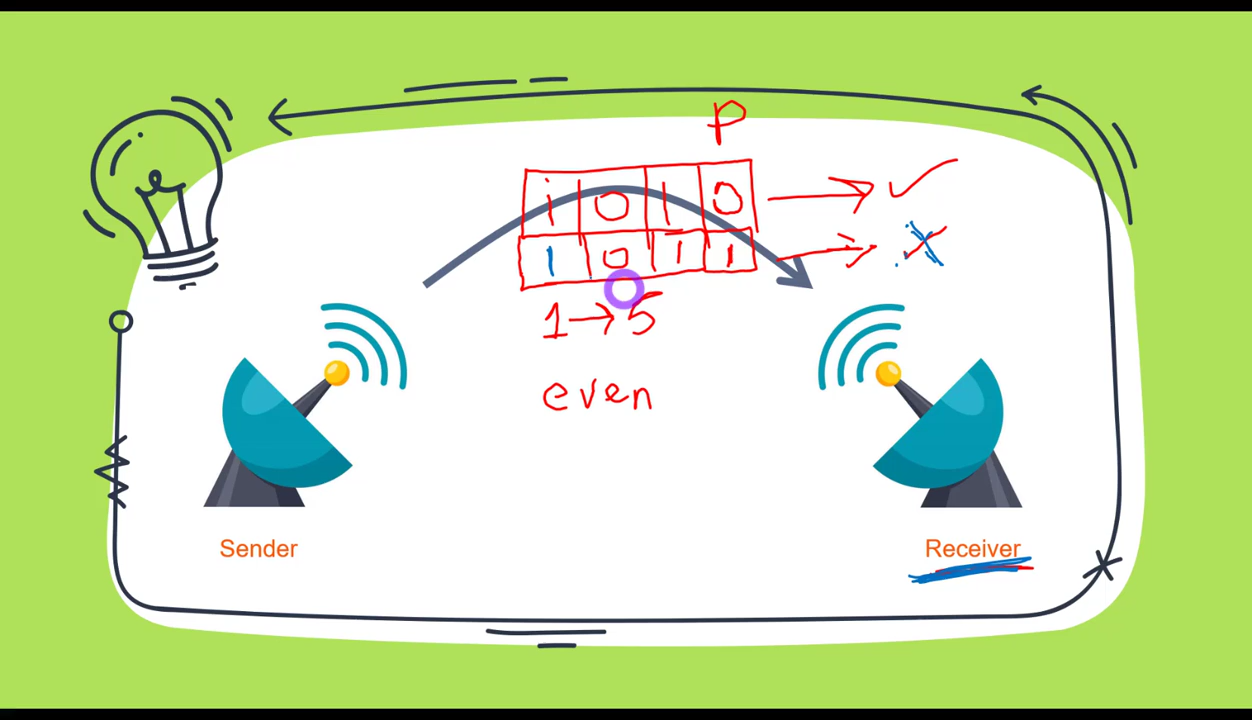 P
1 0 1 0
1 0 1 1
1→5
even
Sender
Receiver